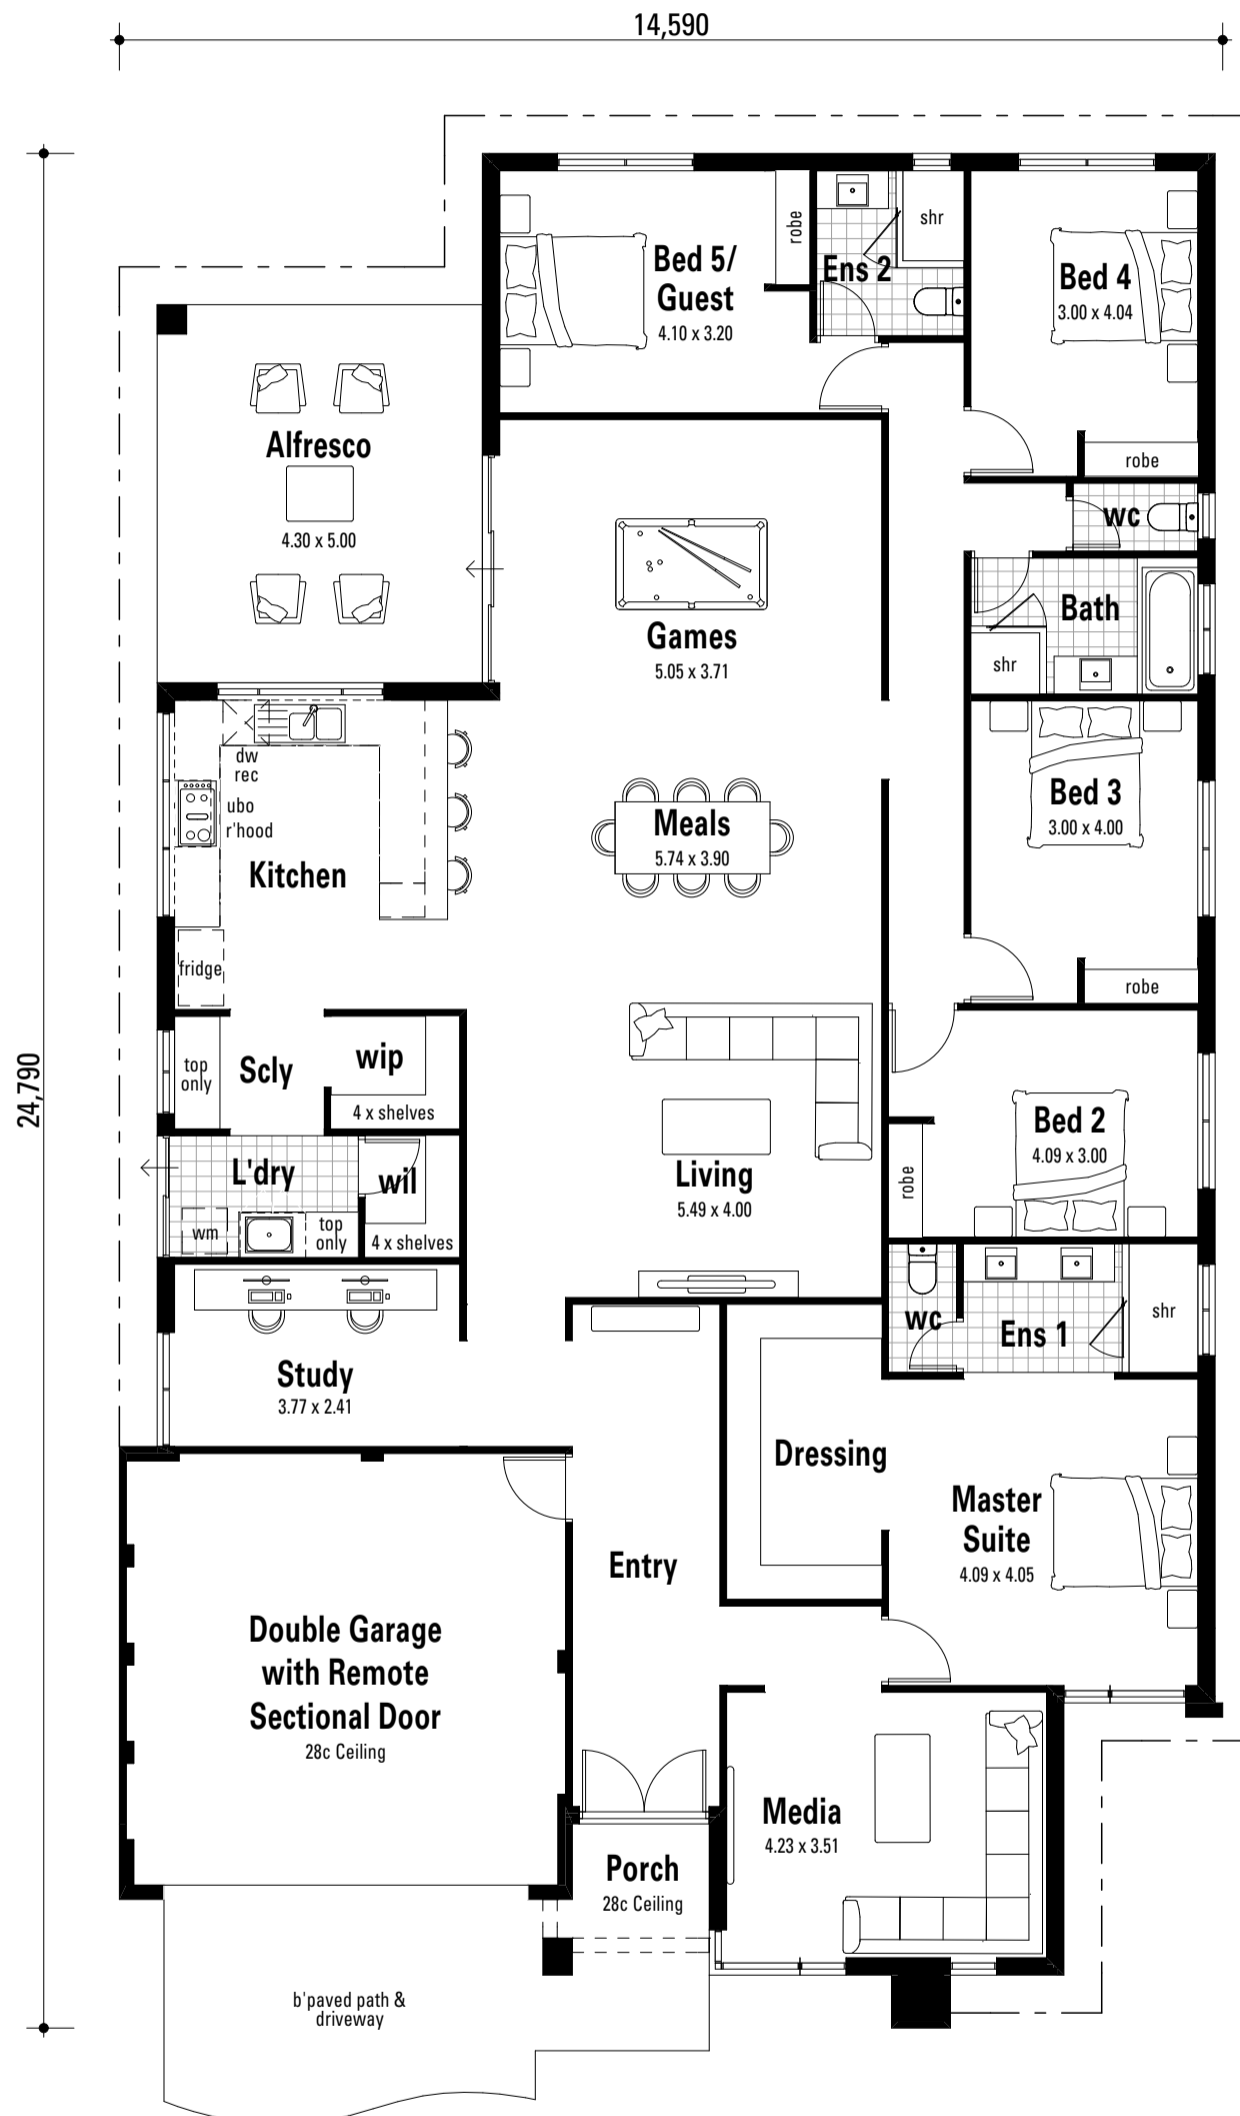 14,590
24,790
Bed 5/
Guest
4.10 x 3.20
robe
Ens 2
shr
Bed 4
3.00 x 4.04
robe
Alfresco
4.30 x 5.00
wc
Games
5.05 x 3.71
Bath
shr
dw
rec
ubo
r'hood
Kitchen
fridge
Meals
5.74 x 3.90
Bed 3
3.00 x 4.00
robe
top
only
Scly
wip
4 x shelves
L'dry
wil
wm
top
only
4 x shelves
Living
5.49 x 4.00
Bed 2
4.09 x 3.00
robe
wc
Ens 1
shr
Study
3.77 x 2.41
Dressing
Master
Suite
4.09 x 4.05
Entry
Double Garage
with Remote
Sectional Door
28c Ceiling
Media
4.23 x 3.51
Porch
28c Ceiling
b'paved path &
driveway